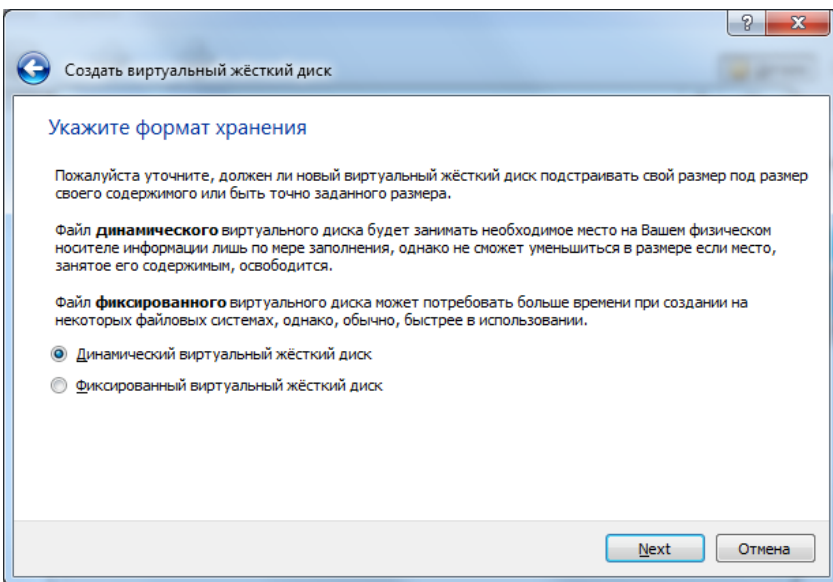 Создать виртуальный жёсткий диск
Укажите формат хранения
Пожалуйста уточните, должен ли новый виртуальный жёсткий диск подстраивать свой размер под размер
своего содержимого или быть точно заданного размера.
Файл динамического виртуального диска будет занимать необходимое место на Вашем физическом
носителе информации лишь по мере заполнения, однако не сможет уменьшиться в размере если место,
занятое его содержимым, освободится.
Файл фиксированного виртуального диска может потребовать больше времени при создании на
некоторых файловых системах, однако, обычно, быстрее в использовании.
Динамический виртуальный жёсткий диск
Фиксированный виртуальный жёсткий диск
Next
Отмена